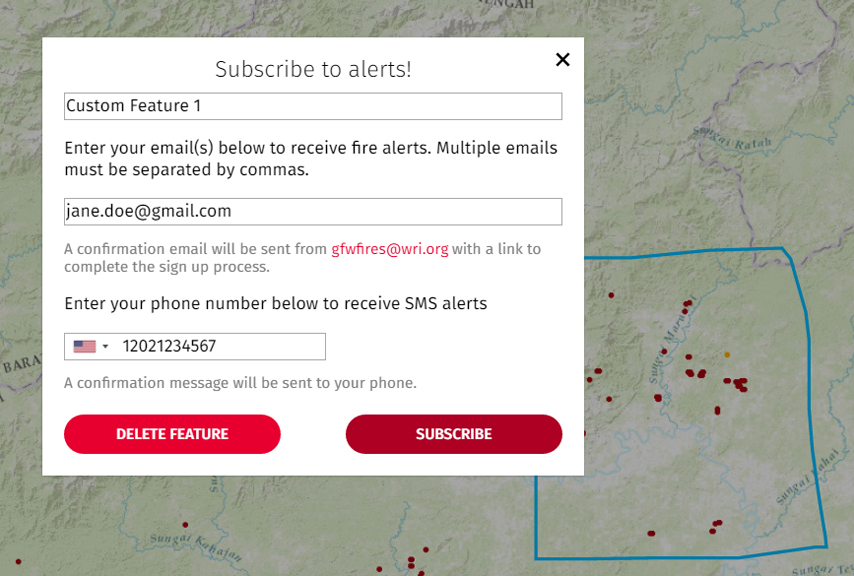 TENGAH
Subscribe to alerts!
Custom Feature 1
Enter your email(s) below to receive fire alerts. Multiple emails
must be separated by commas.
jane.doe@gmail.com
A confirmation email will be sent from gfwfires@wri.org with a link to
complete the sign up process.
Enter your phone number below to receive SMS alerts
12021234567
A confirmation message will be sent to your phone.
DELETE FEATURE
SUBSCRIBE
Sungai Ratah
Sungai Maruwai
BARA
Sungai Lahai
Sungai Kahajan
Sungai Te